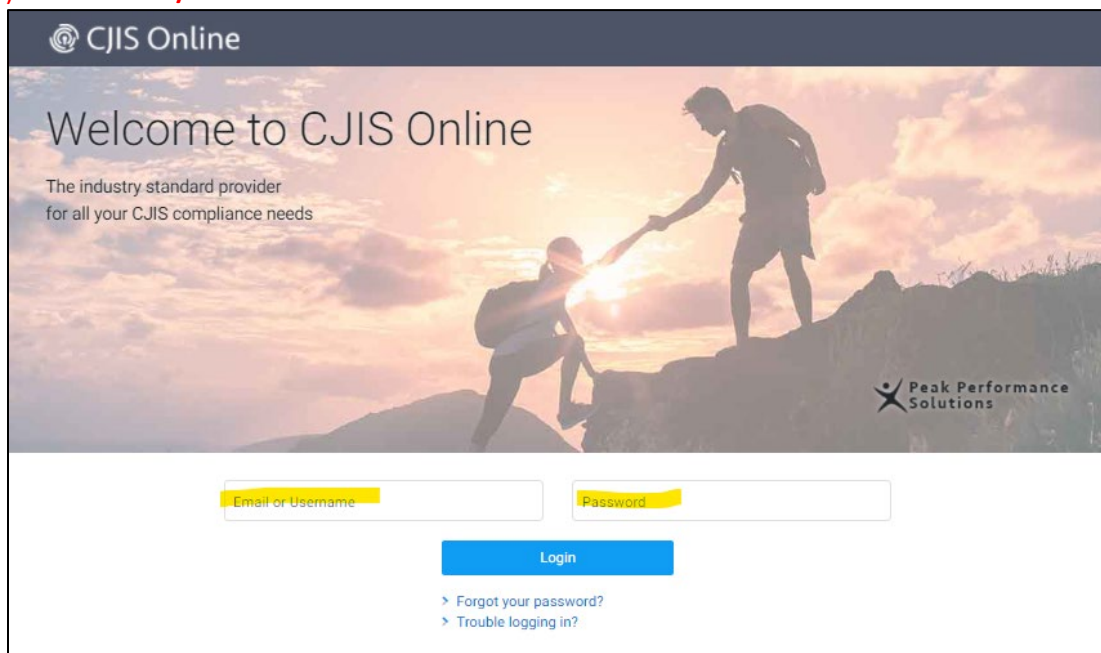 CJIS Online
Welcome to CJIS Online
The industry standard provider
for all your CJIS compliance needs
Peak Performance
Solutions
Email or Username
Password
Login
> Forgot your password?
> Trouble logging in?